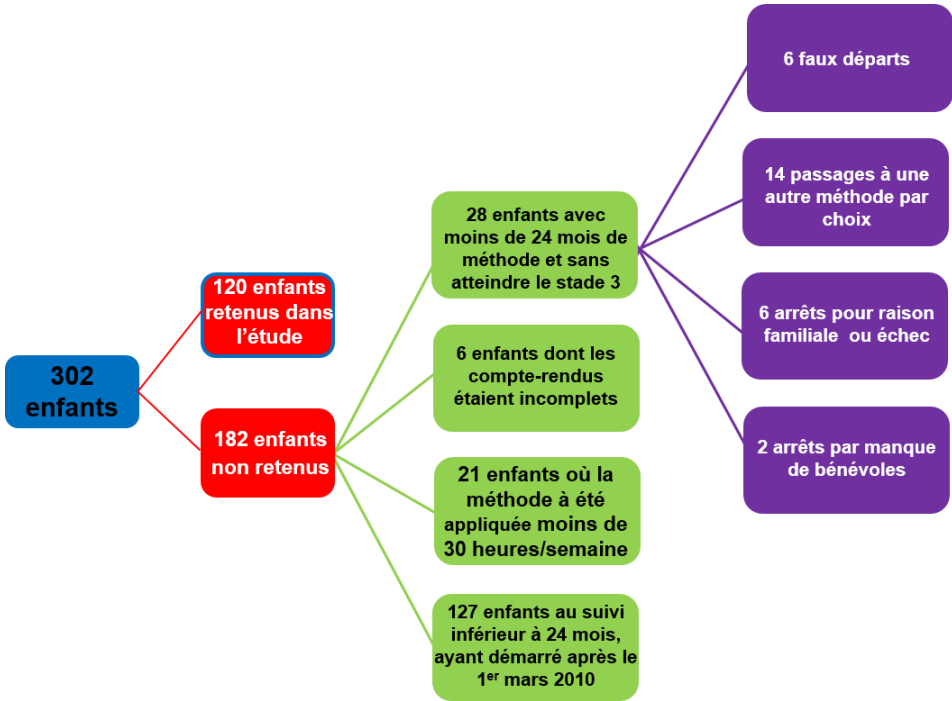 302
enfants
120 enfants
retenus dans
l'étude
182 enfants
non retenus
28 enfants avec
moins de 24 mois de
méthode et sans
atteindre le stade 3
6 enfants dont les
compte-rendus
étaient incomplets
21 enfants où la
méthode à été
appliquée moins de
30 heures/semaine
127 enfants au suivi
inférieur à 24 mois,
ayant démarré après le
1er mars 2010
6 faux départs
14 passages à une
autre méthode par
choix
6 arrêts pour raison
familiale ou échec
2 arrêts par manque
de bénévoles